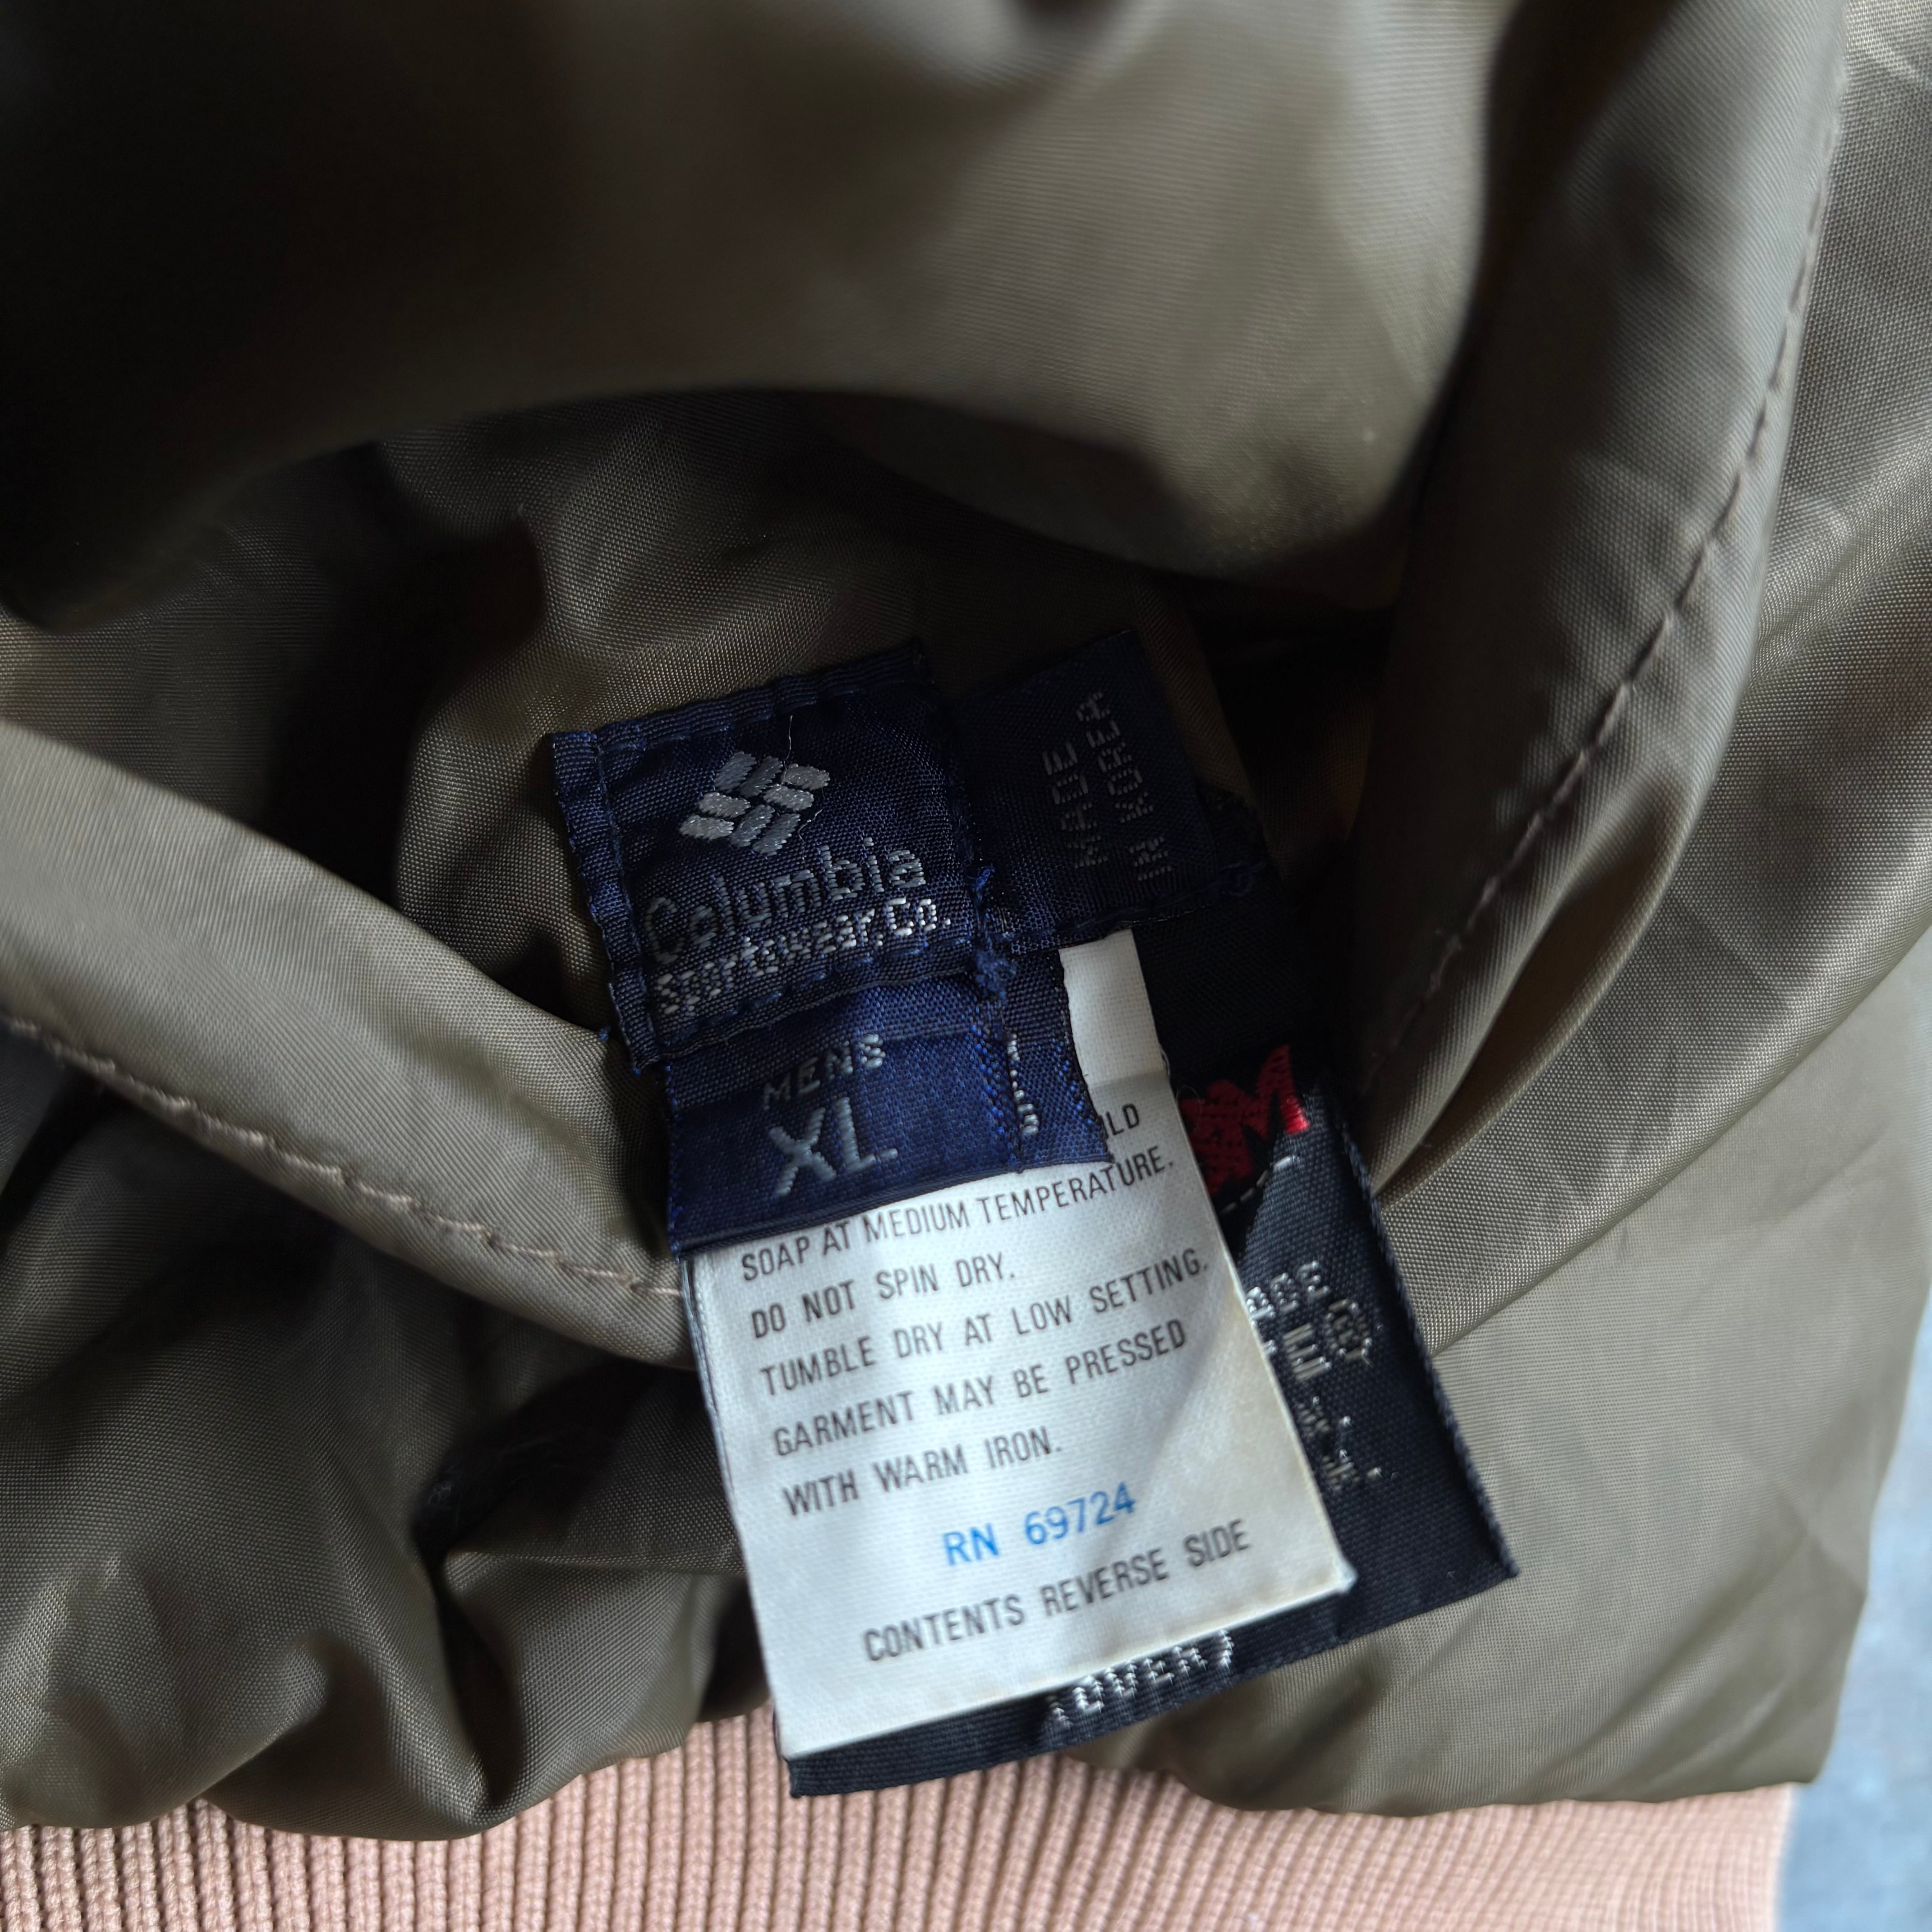 Columbia
Sportswear, Co.
MADE
IN KOREA
MENS
XL
SOAP AT MEDIUM TEMPERATURE.
DO NOT SPIN DRY.
TUMBLE DRY AT LOW SETTING.
GARMENT MAY BE PRESSED
WITH WARM IRON.
RN 69724
CONTENTS REVERSE SIDE
(OVER)